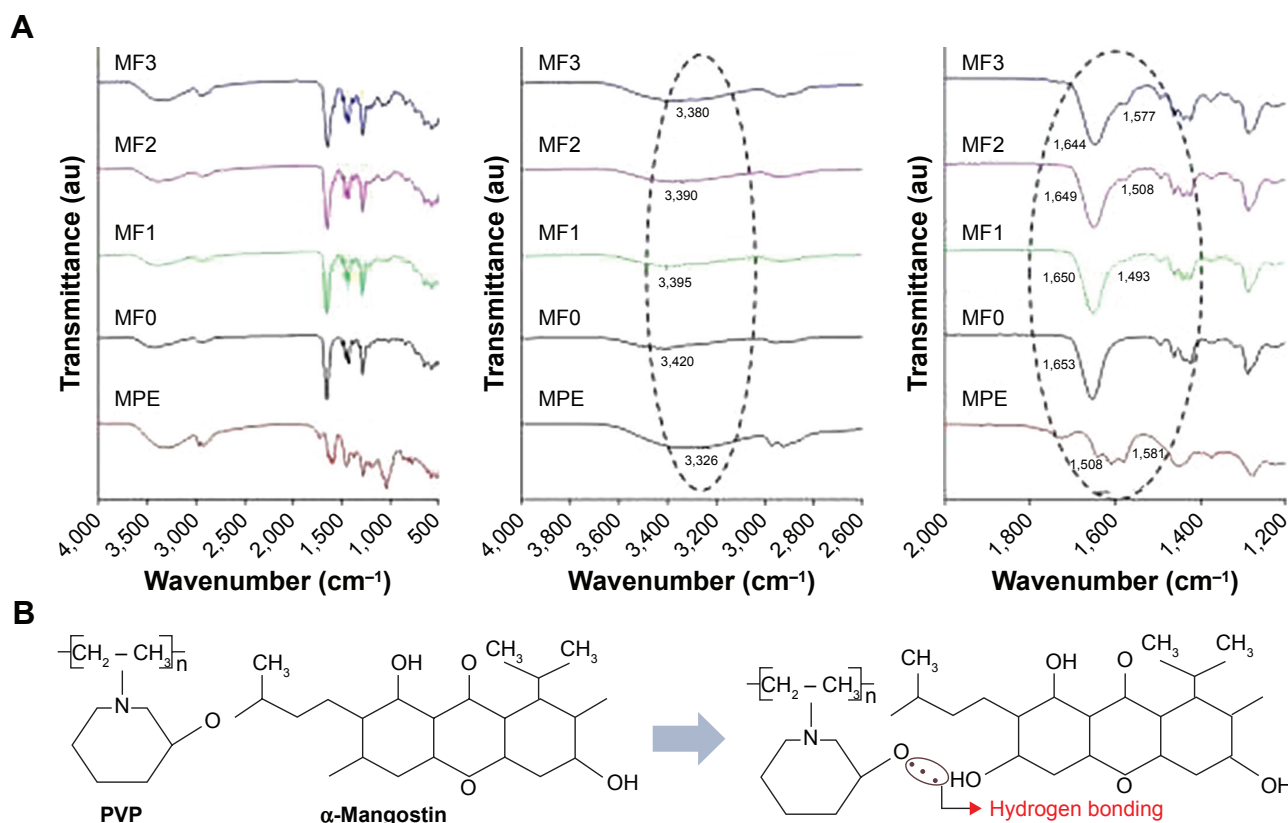 A
MF3
MF2
MF1
MF0
MPE
Transmittance (au)
4,000 3,500 3,000 2,500 2,000 1,500 1,000 500
Wavenumber (cm⁻¹)
MF3
3,380
MF2
3,390
MF1
3,395
MF0
3,420
MPE
3,326
Transmittance (au)
4,000 3,400 3,200 3,000 2,800 2,600
Wavenumber (cm⁻¹)
MF3
1,577
1,644
MF2
1,649 1,508
MF1
1,650 1,493
MF0
1,653
MPE
1,508 1,581
Transmittance (au)
2,000 1,800 1,600 1,400 1,200
Wavenumber (cm⁻¹)
B
CH₂ CH₃ n
N
O
PVP
CH₃
OH
O
CH₃
CH₃
O
OH
α-Mangostin
CH₂ CH₃ n
N
O
CH₃
OH
O
CH₃
CH₃
HO
O
OH
Hydrogen bonding